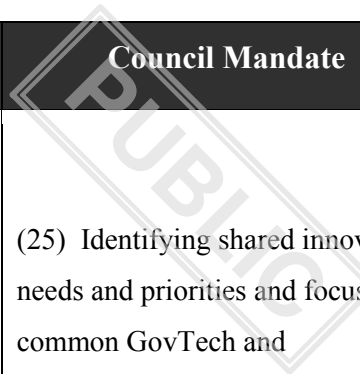 Council Mandate
PUBLIC
(25) Identifying shared innov
needs and priorities and focus
common GovTech and